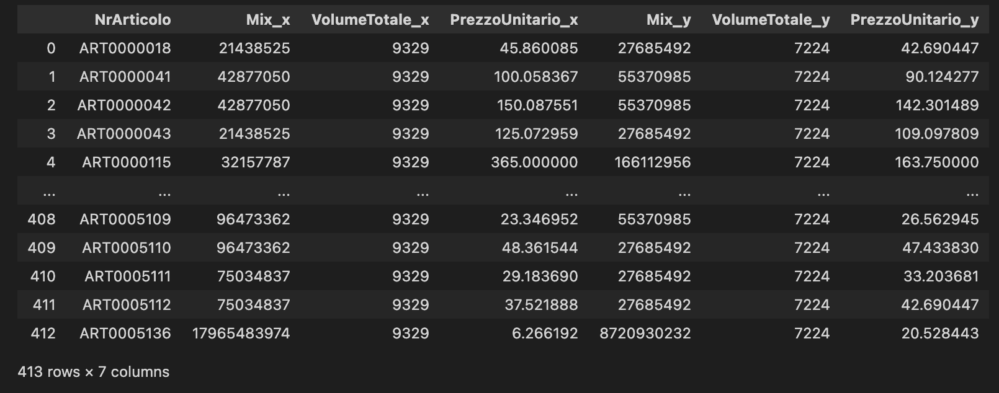 NrArticolo Mix_x VolumeTotale_x PrezzoUnitario_x Mix_y VolumeTotale_y PrezzoUnitario_y
0 ART0000018 21438525 9329 45.860085 27685492 7224 42.690447
1 ART0000041 42877050 9329 100.058367 55370985 7224 90.124277
2 ART0000042 42877050 9329 150.087551 55370985 7224 142.301489
3 ART0000043 21438525 9329 125.072959 27685492 7224 109.097809
4 ART0000115 32157787 9329 365.000000 166112956 7224 163.750000
... ... ... ... ... ... ... ...
408 ART0005109 96473362 9329 23.346952 55370985 7224 26.562945
409 ART0005110 96473362 9329 48.361544 27685492 7224 47.433830
410 ART0005111 75034837 9329 29.183690 27685492 7224 33.203681
411 ART0005112 75034837 9329 37.521888 27685492 7224 42.690447
412 ART0005136 17965483974 9329 6.266192 8720930232 7224 20.528443
413 rows × 7 columns